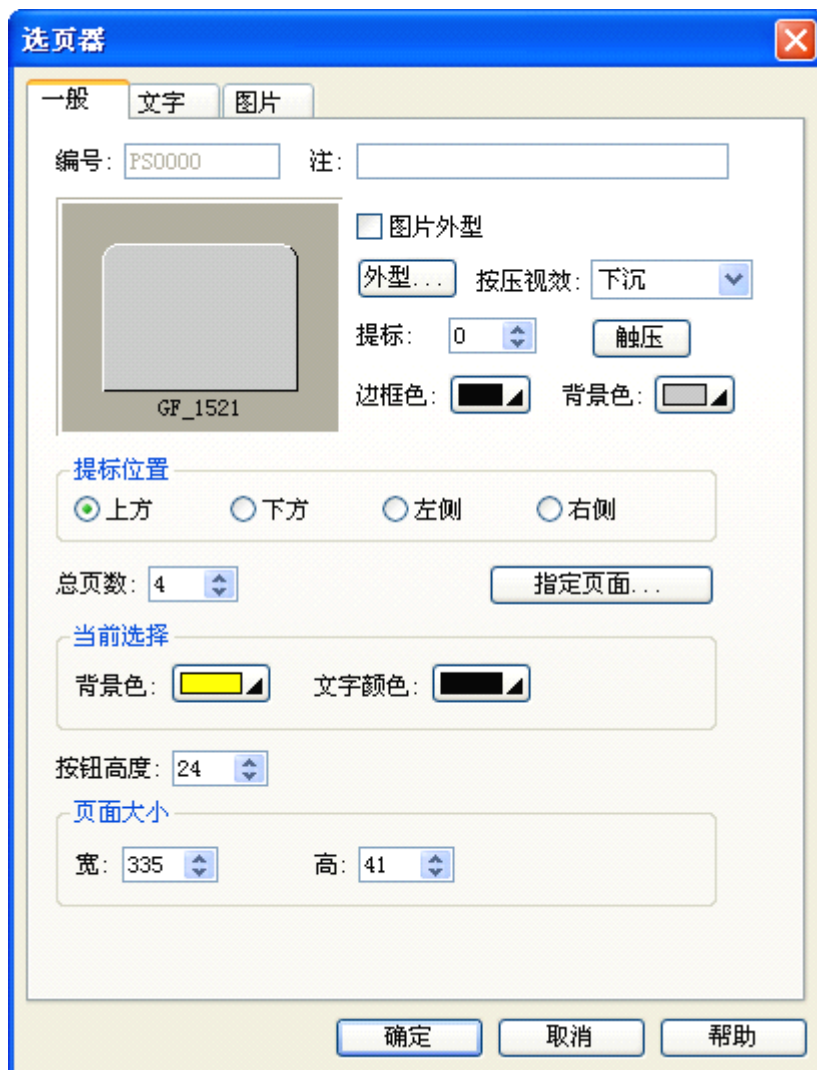 选页器
一般 文字 图片
编号: PS0000 注:
图片外型
外型... 按压视效: 下沉
提标: 0 触压
边框色: 背景色:
GF_1521
提标位置
上方 下方 左侧 右侧
总页数: 4 指定页面...
当前选择
背景色: 文字颜色:
按钮高度: 24
页面大小
宽: 335 高: 41
确定 取消 帮助